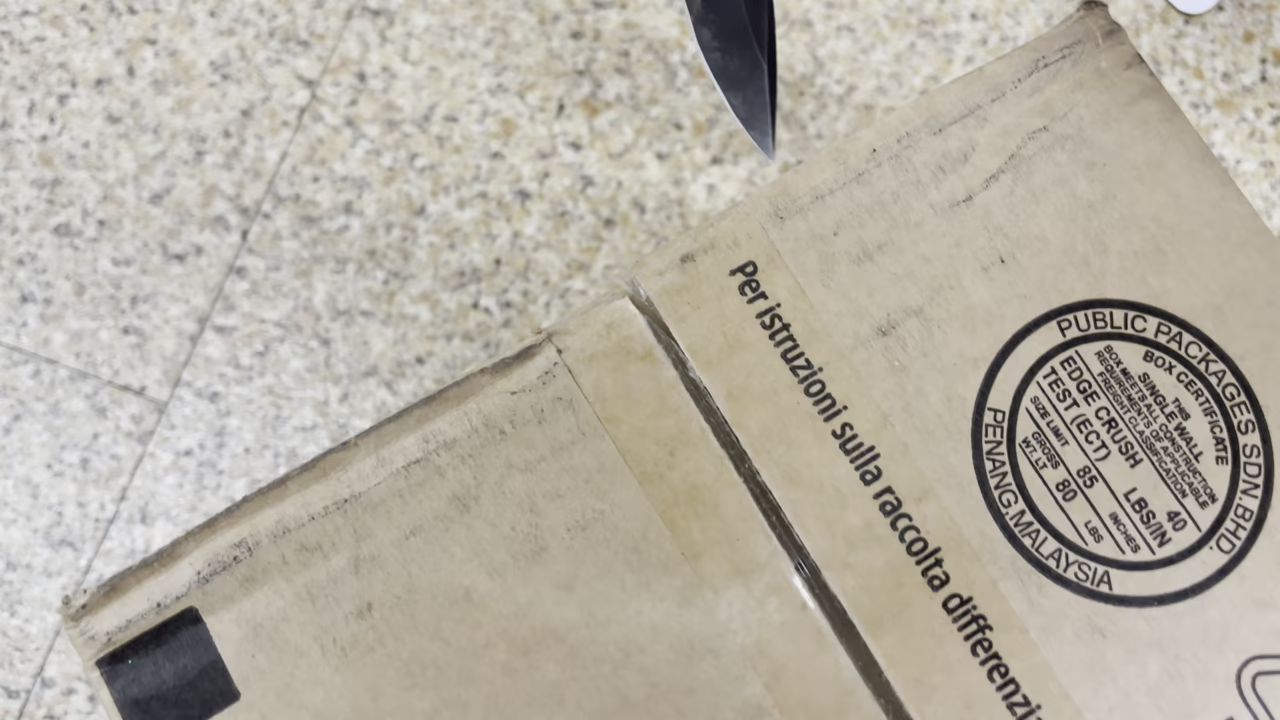 Per istruzioni sulla raccolta differenzi
PUBLIC PACKAGES SDN.BHD.
BOX CERTIFICATE
THIS
SINGLE WALL
BOX MEETS ALL CONSTRUCTION
REQUIREMENTS OF APPLICABLE
FREIGHT CLASSIFICATION
EDGE CRUSH
TEST (ECT) 40 LBS/IN
SIZE LIMIT 85 INCHES
GROSS WT. LT 80 LBS
PENANG,MALAYSIA